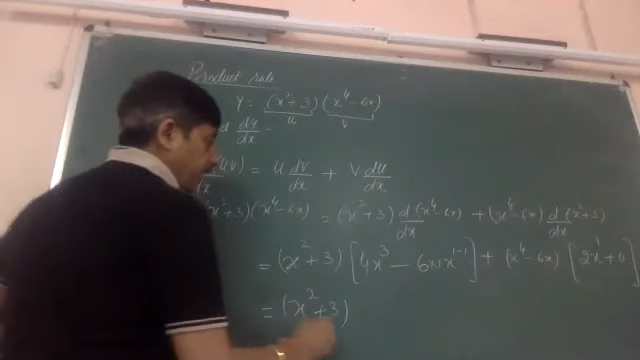 Product rule
Y = (x²+3) (x⁴-6x)
u v
d dy/dx =
uv) = u dv/dx + v du/dx
x²+3)(x⁴-6x) = (x²+3) d/dx (x⁴-6x) + (x⁴-6x) d/dx (x²+3)
= (x²+3) [4x³ - 6×1x¹⁻¹] + (x⁴-6x) [2x¹+0]
= (x²+3)